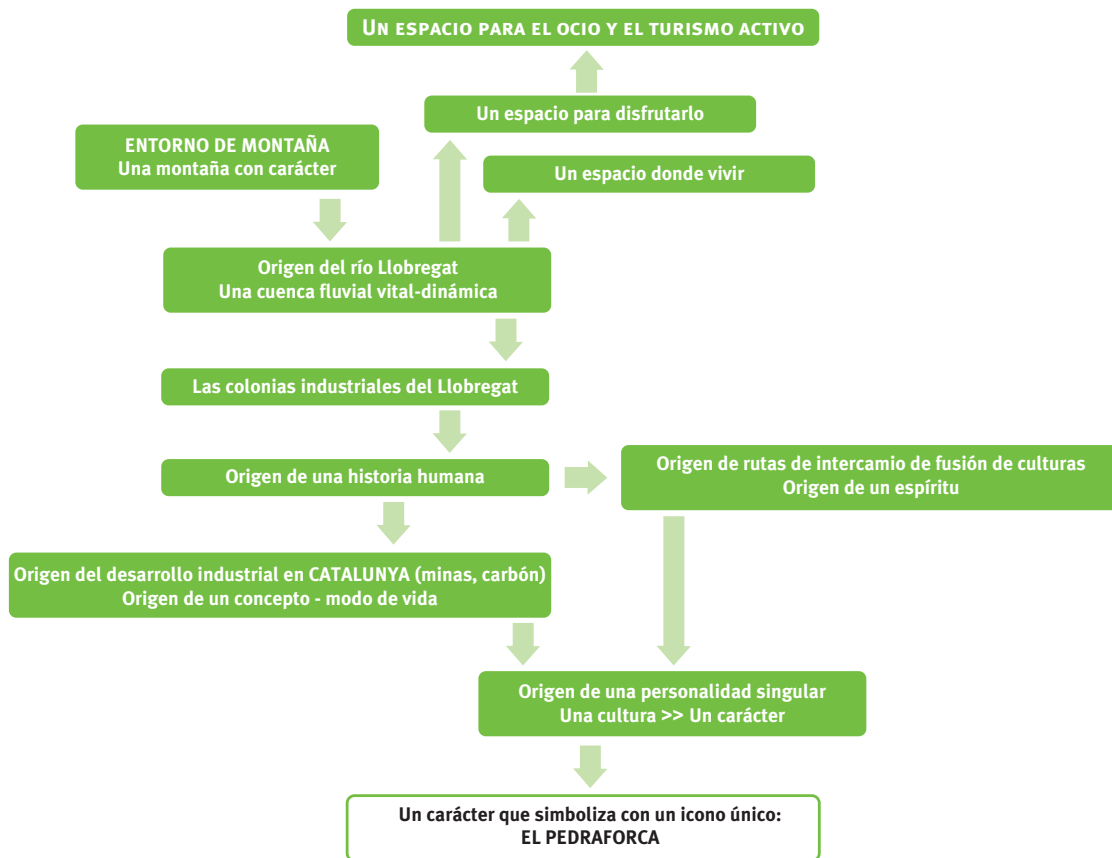 UN ESPACIO PARA EL OCIO Y EL TURISMO ACTIVO
Un espacio para disfrutarlo
ENTORNO DE MONTAÑA
Una montaña con carácter
Un espacio donde vivir
Origen del río Llobregat
Una cuenca fluvial vital-dinámica
Las colonias industriales del Llobregat
Origen de una historia humana
Origen de rutas de intercamio de fusión de culturas
Origen de un espíritu
Origen del desarrollo industrial en CATALUNYA (minas, carbón)
Origen de un concepto - modo de vida
Origen de una personalidad singular
Una cultura >> Un carácter
Un carácter que simboliza con un icono único:
EL PEDRAFORCA